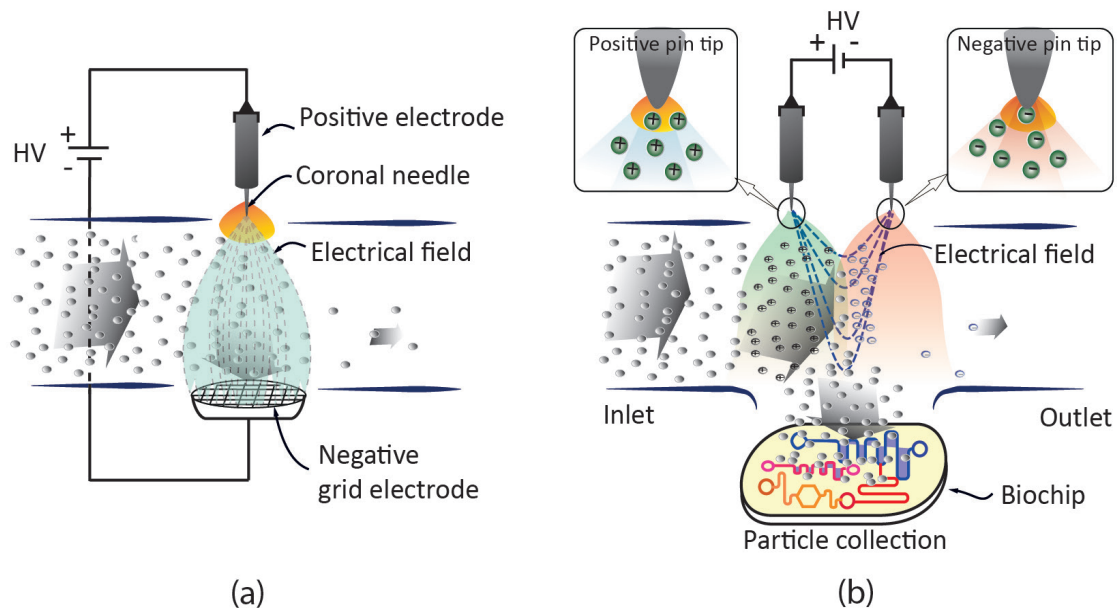 HV
+
-
Positive electrode
Coronal needle
Electrical field
Negative
grid electrode
(a)
Positive pin tip
HV
+ -
Negative pin tip
Electrical field
Inlet
Outlet
Biochip
Particle collection
(b)